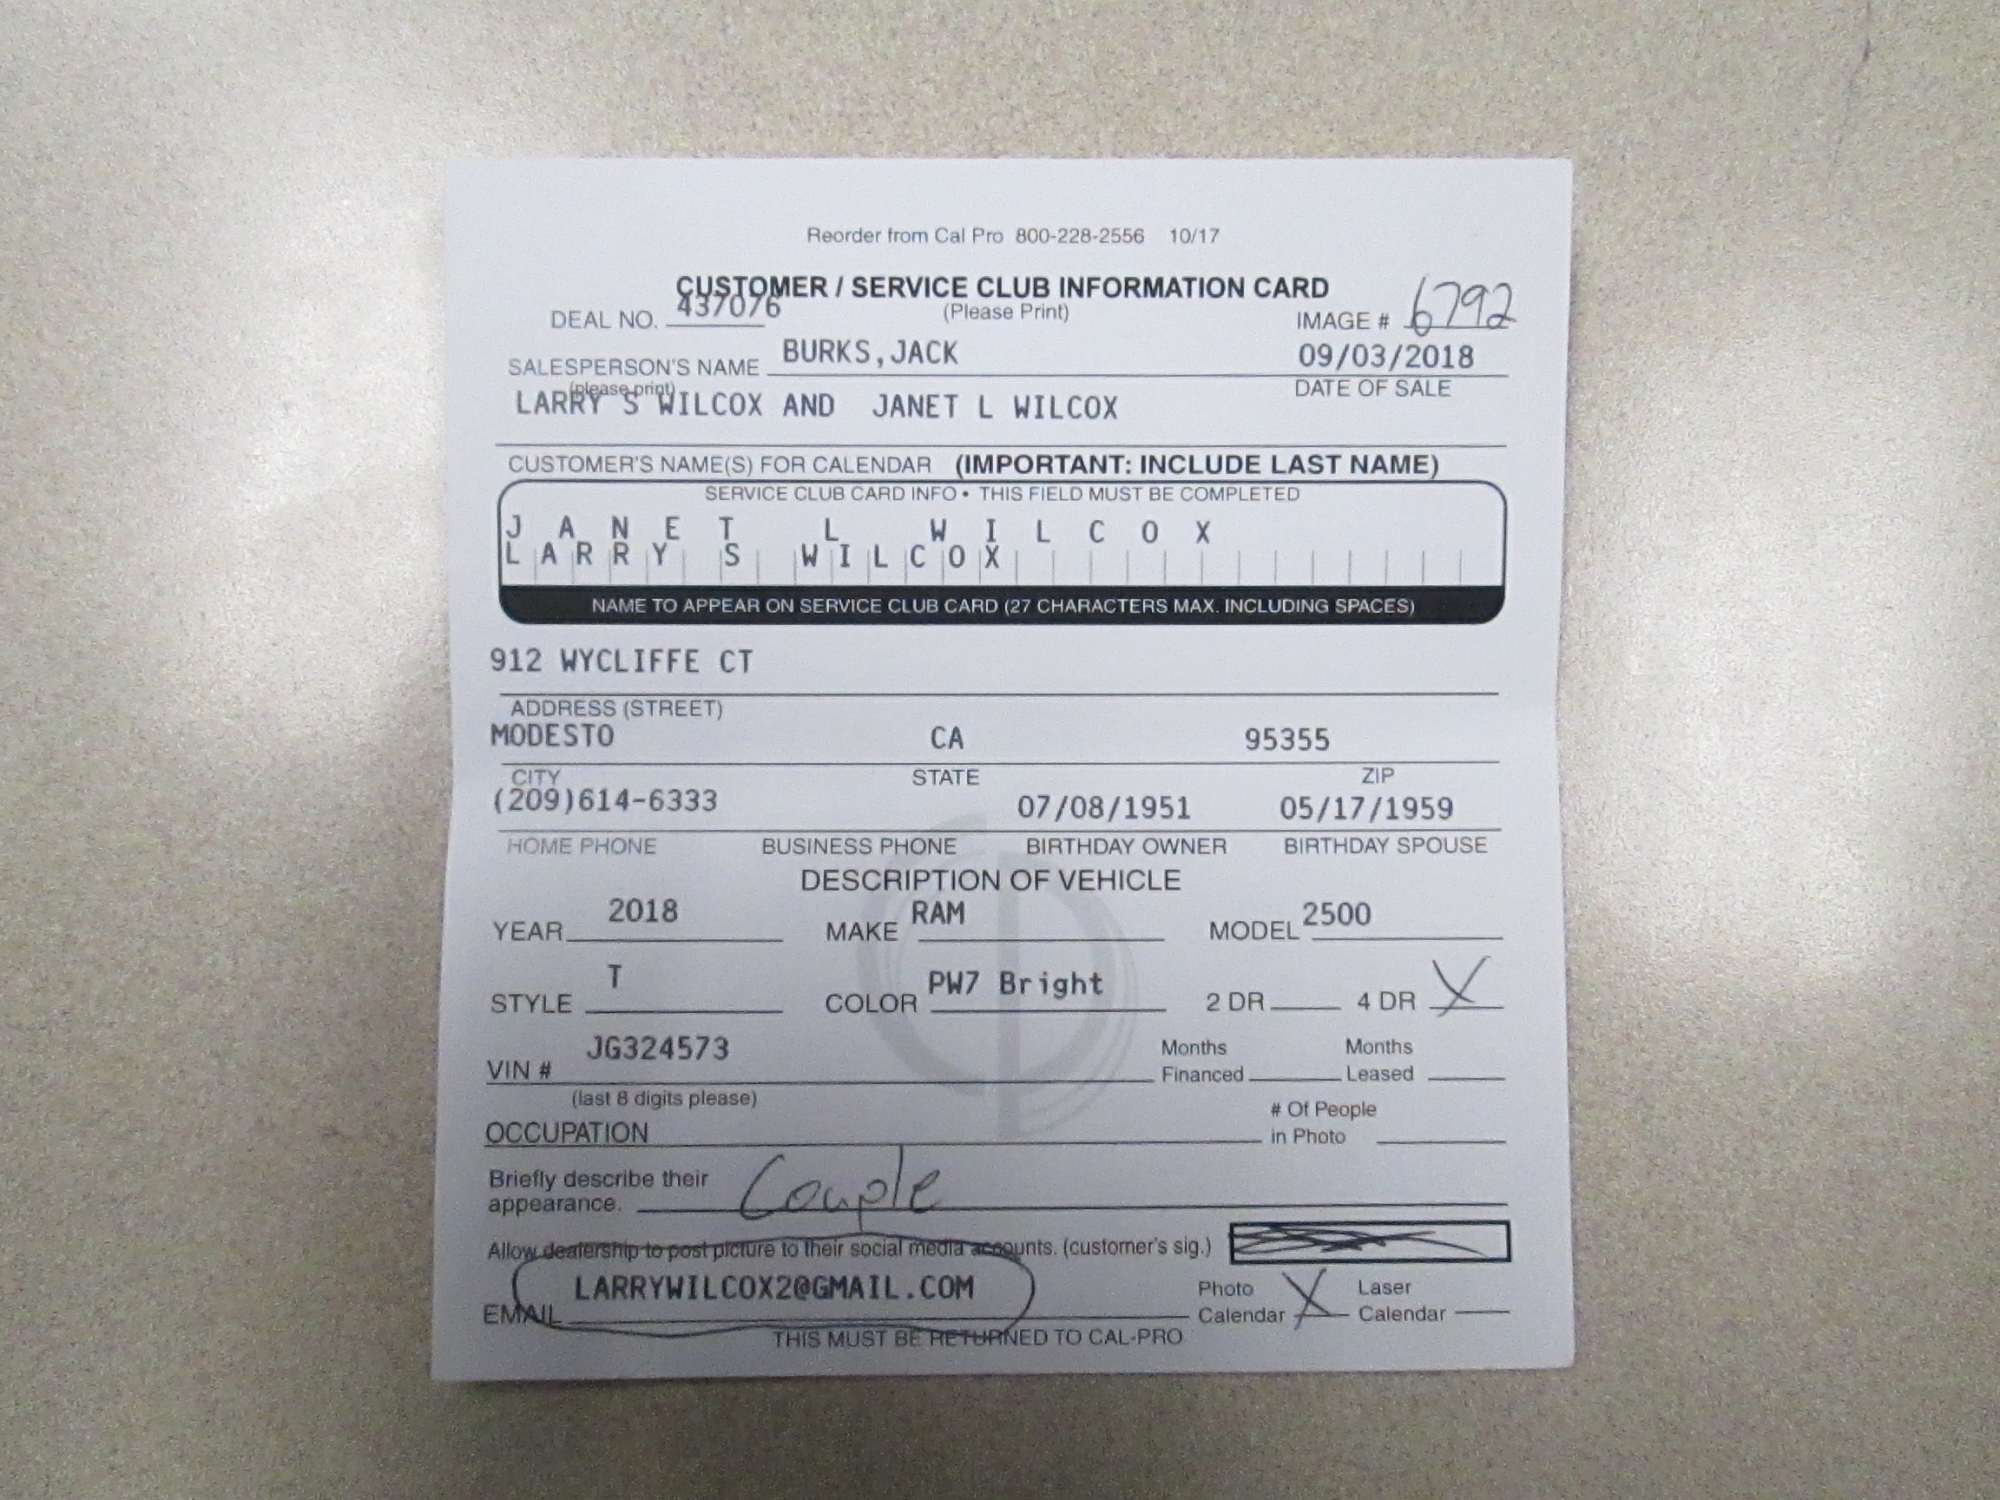 Reorder from Cal Pro 800-228-2556 10/17
CUSTOMER / SERVICE CLUB INFORMATION CARD
(Please Print)
DEAL NO. 437076
IMAGE # 6792
SALESPERSON'S NAME BURKS,JACK 09/03/2018
(please print) DATE OF SALE
LARRY S WILCOX AND JANET L WILCOX
CUSTOMER'S NAME(S) FOR CALENDAR (IMPORTANT: INCLUDE LAST NAME)
SERVICE CLUB CARD INFO • THIS FIELD MUST BE COMPLETED
JANET L WILCOX
LARRY S WILCOX
NAME TO APPEAR ON SERVICE CLUB CARD (27 CHARACTERS MAX. INCLUDING SPACES)
912 WYCLIFFE CT
ADDRESS (STREET)
MODESTO CA 95355
CITY STATE ZIP
(209)614-6333 07/08/1951 05/17/1959
HOME PHONE BUSINESS PHONE BIRTHDAY OWNER BIRTHDAY SPOUSE
DESCRIPTION OF VEHICLE
YEAR 2018 MAKE RAM MODEL 2500
STYLE T COLOR PW7 Bright 2 DR 4 DR X
VIN # JG324573 Months Financed Months Leased
(last 8 digits please)
OCCUPATION # Of People in Photo
Briefly describe their
appearance. Couple
Allow dealership to post picture to their social media accounts. (customer's sig.)
EMAIL LARRYWILCOX2@GMAIL.COM Photo Calendar X Laser Calendar
THIS MUST BE RETURNED TO CAL-PRO